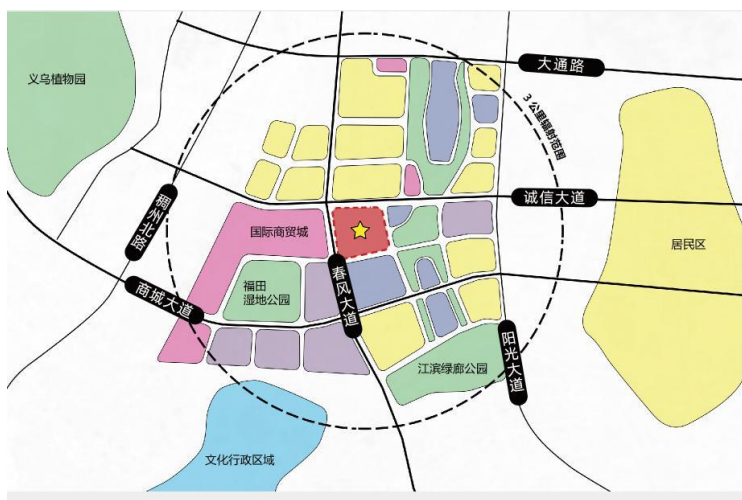 大通路
义乌植物园
3公里辐射范围
诚信大道
稠州北路
国际商贸城
居民区
春风大道
福田
湿地公园
商城大道
阳光大道
江滨绿廊公园
文化行政区域